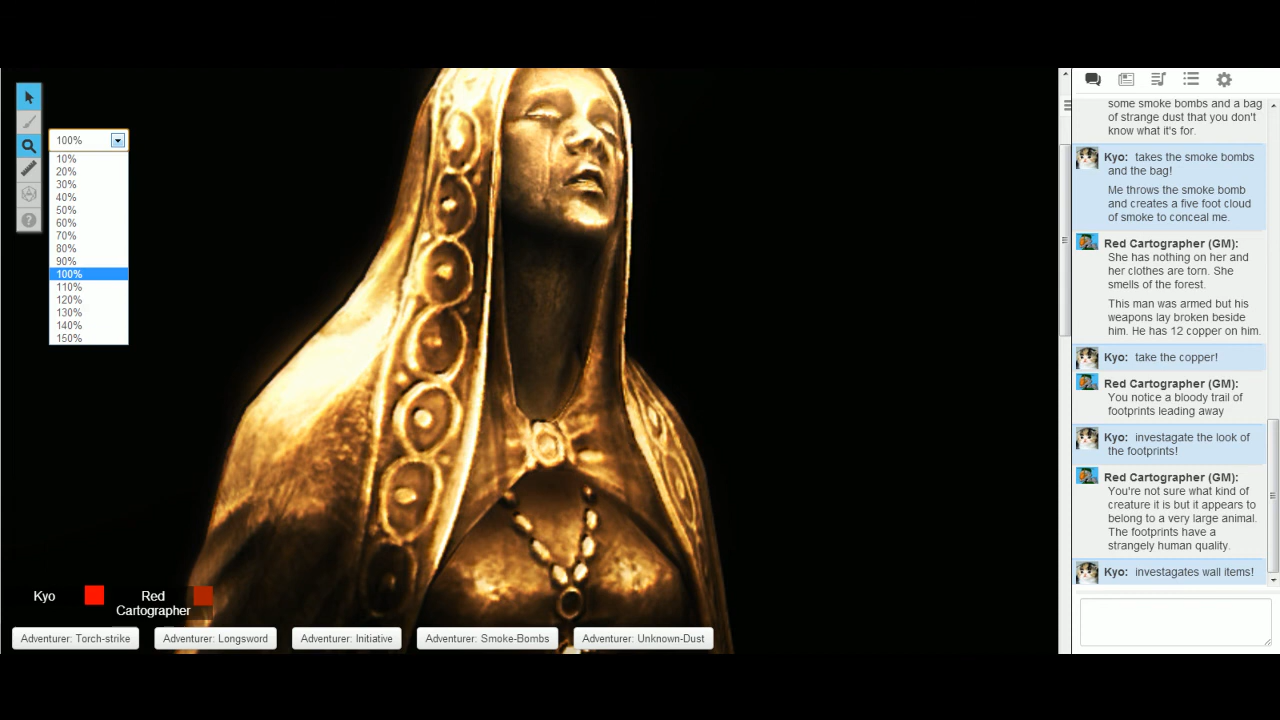 100%
10%
20%
30%
40%
50%
60%
70%
80%
90%
100%
110%
120%
130%
140%
150%
Kyo
Red
Cartographer
Adventurer: Torch-strike
Adventurer: Longsword
Adventurer: Initiative
Adventurer: Smoke-Bombs
Adventurer: Unknown-Dust
some smoke bombs and a bag
of strange dust that you don't
know what it's for.
Kyo: takes the smoke bombs
and the bag!
Me throws the smoke bomb
and creates a five foot cloud
of smoke to conceal me.
Red Cartographer (GM):
She has nothing on her and
her clothes are torn. She
smells of the forest.
This man was armed but his
weapons lay broken beside
him. He has 12 copper on him.
Kyo: take the copper!
Red Cartographer (GM):
You notice a bloody trail of
footprints leading away
Kyo: investagate the look of
the footprints!
Red Cartographer (GM):
You're not sure what kind of
creature it is but it appears to
belong to a very large animal.
The footprints have a
strangely human quality.
Kyo: investagates wall items!